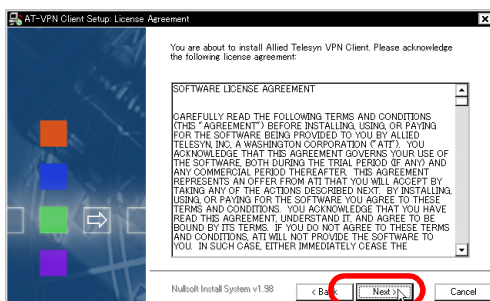 AT-VPN Client Setup: License Agreement
You are about to install Allied Telesyn VPN Client. Please acknowledge
the following license agreement:
SOFTWARE LICENSE AGREEMENT
CAREFULLY READ THE FOLLOWING TERMS AND CONDITIONS
(THIS "AGREEMENT") BEFORE INSTALLING, USING, OR PAYING
FOR THE SOFTWARE BEING PROVIDED TO YOU BY ALLIED
TELESYN, INC, A WASHINGTON CORPORATION ("ATI"). YOU
ACKNOWLEDGE THAT THIS AGREEMENT GOVERNS YOUR USE OF
THE SOFTWARE, BOTH DURING THE TRIAL PERIOD (IF ANY) AND
ANY COMMERCIAL PERIOD THEREAFTER. THIS AGREEMENT
REPRESENTS AN OFFER FROM ATI THAT YOU WILL ACCEPT BY
TAKING ANY OF THE ACTIONS DESCRIBED NEXT. BY INSTALLING,
USING, OR PAYING FOR THE SOFTWARE YOU AGREE TO THESE
TERMS AND CONDITIONS. YOU ACKNOWLEDGE THAT YOU HAVE
READ THIS AGREEMENT, UNDERSTAND IT, AND AGREE TO BE
BOUND BY ITS TERMS. IF YOU DO NOT AGREE TO THESE TERMS
AND CONDITIONS, ATI WILL NOT PROVIDE THE SOFTWARE TO
YOU. IN SUCH CASE, EITHER IMMEDIATELY CEASE THE
Nullsoft Install System v1.98
< Back
Next >
Cancel